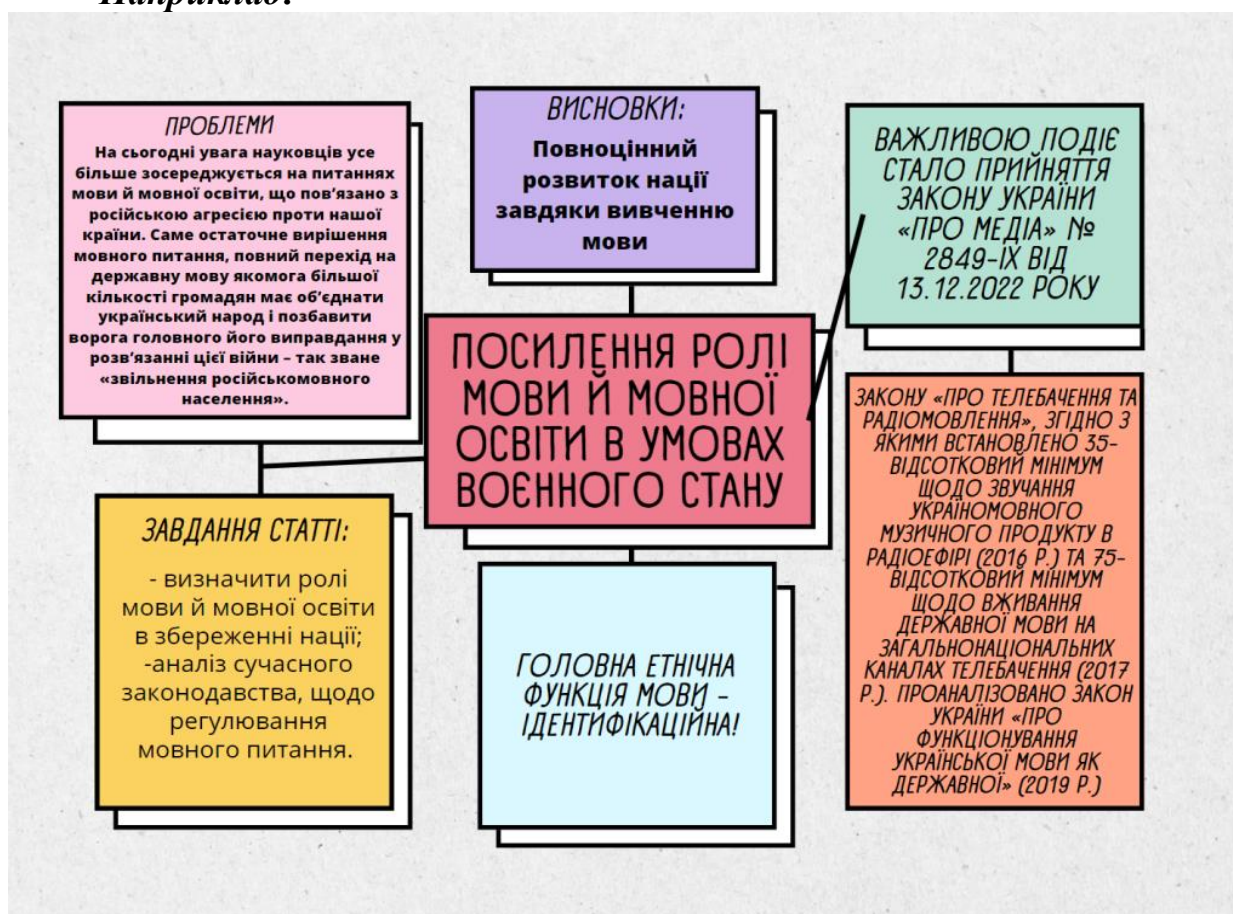 Наприклад:
ПРОБЛЕМИ
На сьогодні увага науковців усе
більше зосереджується на питаннях
мови й мовної освіти, що пов’язано з
російською агресією проти нашої
країни. Саме остаточне вирішення
мовного питання, повний перехід на
державну мову якомога більшої
кількості громадян має об’єднати
український народ і позбавити
ворога головного його виправдання у
розв’язанні цієї війни – так зване
«звільнення російськомовного
населення».
ВИСНОВКИ:
Повноцінний
розвиток нації
завдяки вивченню
мови
ВАЖЛИВОЮ ПОДІЄ
СТАЛО ПРИЙНЯТТЯ
ЗАКОНУ УКРАЇНИ
«ПРО МЕДІА» №
2849-ІХ ВІД
13.12.2022 РОКУ
ПОСИЛЕННЯ РОЛІ
МОВИ Й МОВНОЇ
ОСВІТИ В УМОВАХ
ВОЄННОГО СТАНУ
ЗАВДАННЯ СТАТТІ:
- визначити ролі
мови й мовної освіти
в збереженні нації;
-аналіз сучасного
законодавства, щодо
регулювання
мовного питання.
ГОЛОВНА ЕТНІЧНА
ФУНКЦІЯ МОВИ –
ІДЕНТИФІКАЦІЙНА!
ЗАКОНУ «ПРО ТЕЛЕБАЧЕННЯ ТА
РАДІОМОВЛЕННЯ», ЗГІДНО З
ЯКИМИ ВСТАНОВЛЕНО 35-
ВІДСОТКОВИЙ МІНІМУМ
ЩОДО ЗВУЧАННЯ
УКРАЇНОМОВНОГО
МУЗИЧНОГО ПРОДУКТУ В
РАДІОЕФІРІ (2016 Р.) ТА 75-
ВІДСОТКОВИЙ МІНІМУМ
ЩОДО ВЖИВАННЯ
ДЕРЖАВНОЇ МОВИ НА
ЗАГАЛЬНОНАЦІОНАЛЬНИХ
КАНАЛАХ ТЕЛЕБАЧЕННЯ (2017
Р.). ПРОАНАЛІЗОВАНО ЗАКОН
УКРАЇНИ «ПРО
ФУНКЦІОНУВАННЯ
УКРАЇНСЬКОЇ МОВИ ЯК
ДЕРЖАВНОЇ» (2019 Р.)